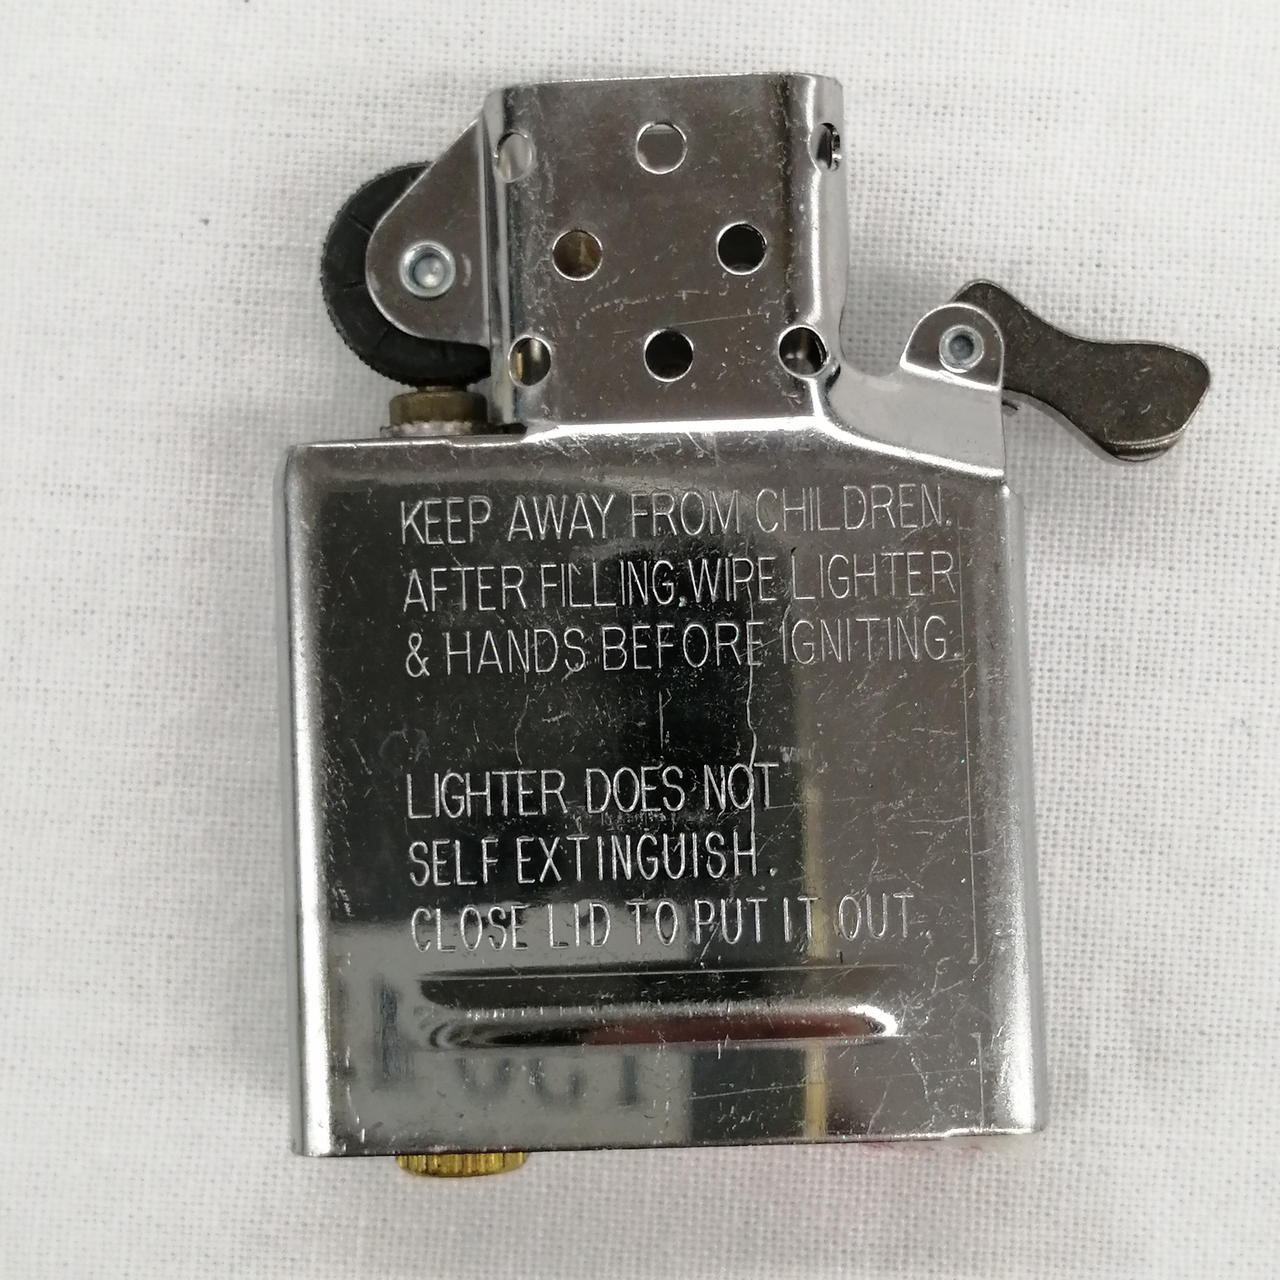 KEEP AWAY FROM CHILDREN.
AFTER FILLING,WIRE LIGHTER
& HANDS BEFORE IGNITING.
LIGHTER DOES NOT
SELF EXTINGUISH.
CLOSE LID TO PUT IT OUT.